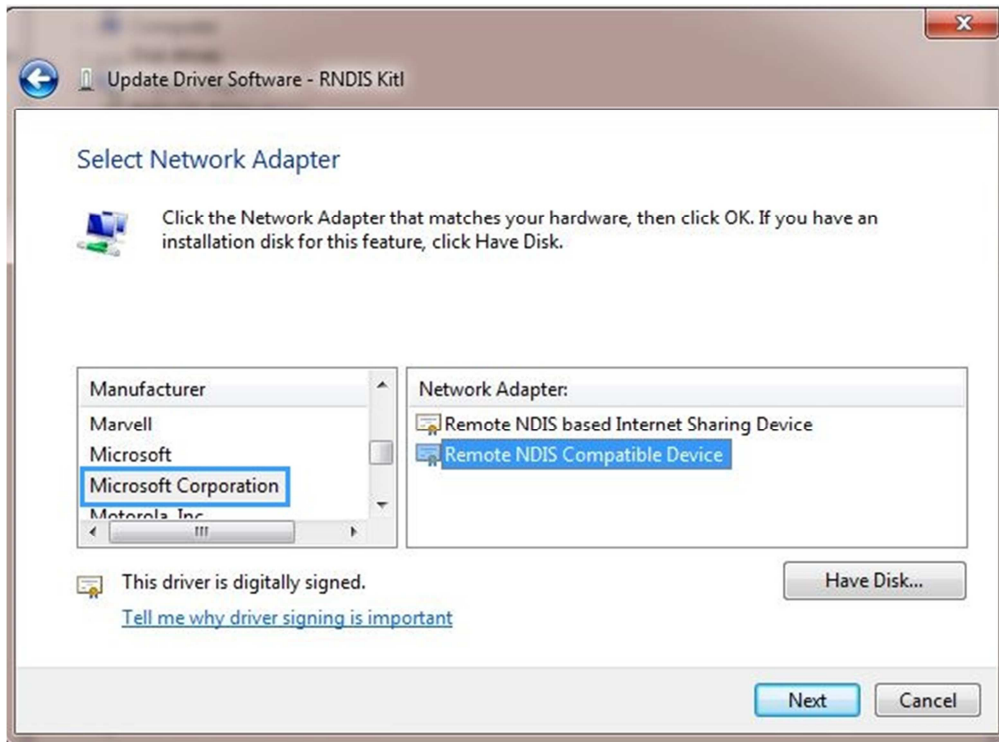 Update Driver Software - RNDIS Kitl
Select Network Adapter
Click the Network Adapter that matches your hardware, then click OK. If you have an
installation disk for this feature, click Have Disk.
Manufacturer
Marvell
Microsoft
Microsoft Corporation
Motorola, Inc.
Network Adapter:
Remote NDIS based Internet Sharing Device
Remote NDIS Compatible Device
This driver is digitally signed.
Tell me why driver signing is important
Have Disk...
Next
Cancel